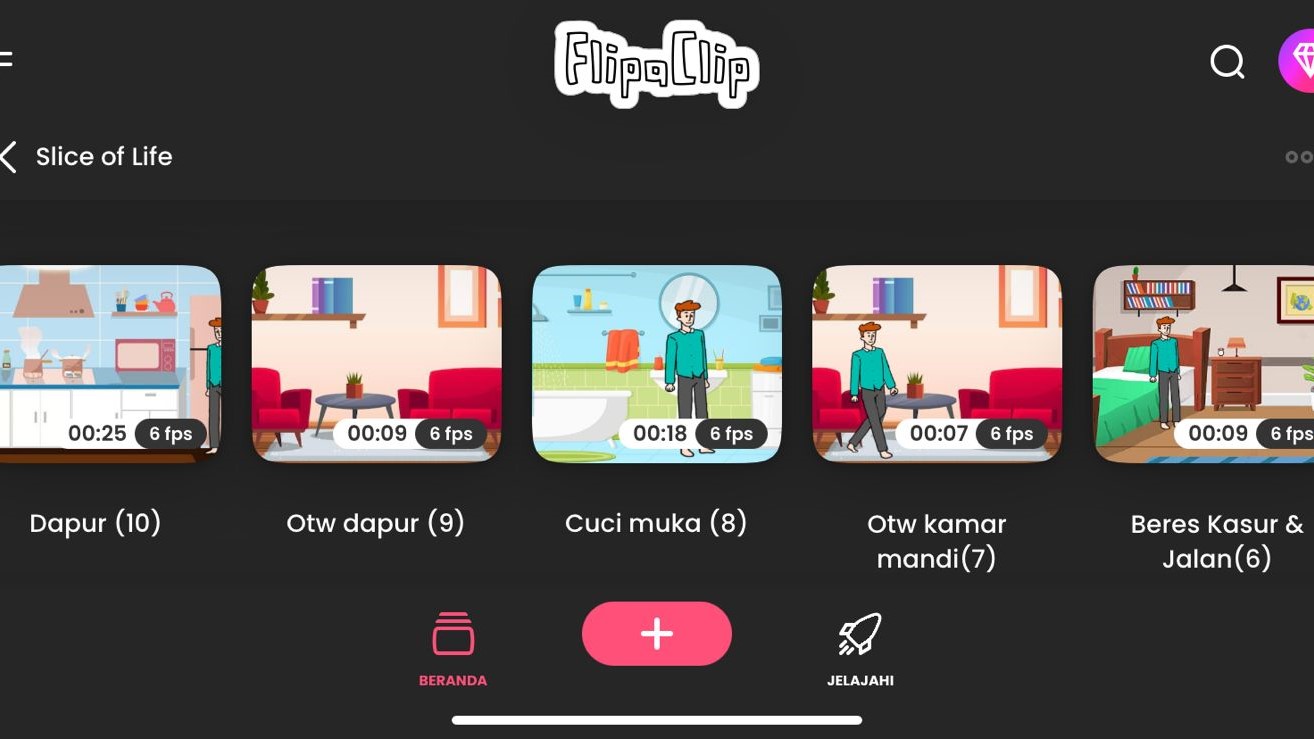 FlipaClip
Slice of Life
00:25 6 fps
00:09 6 fps
00:18 6 fps
00:07 6 fps
00:09 6 fps
Dapur (10)
Otw dapur (9)
Cuci muka (8)
Otw kamar
mandi(7)
Beres Kasur &
Jalan(6)
BERANDA
JELAJAHI